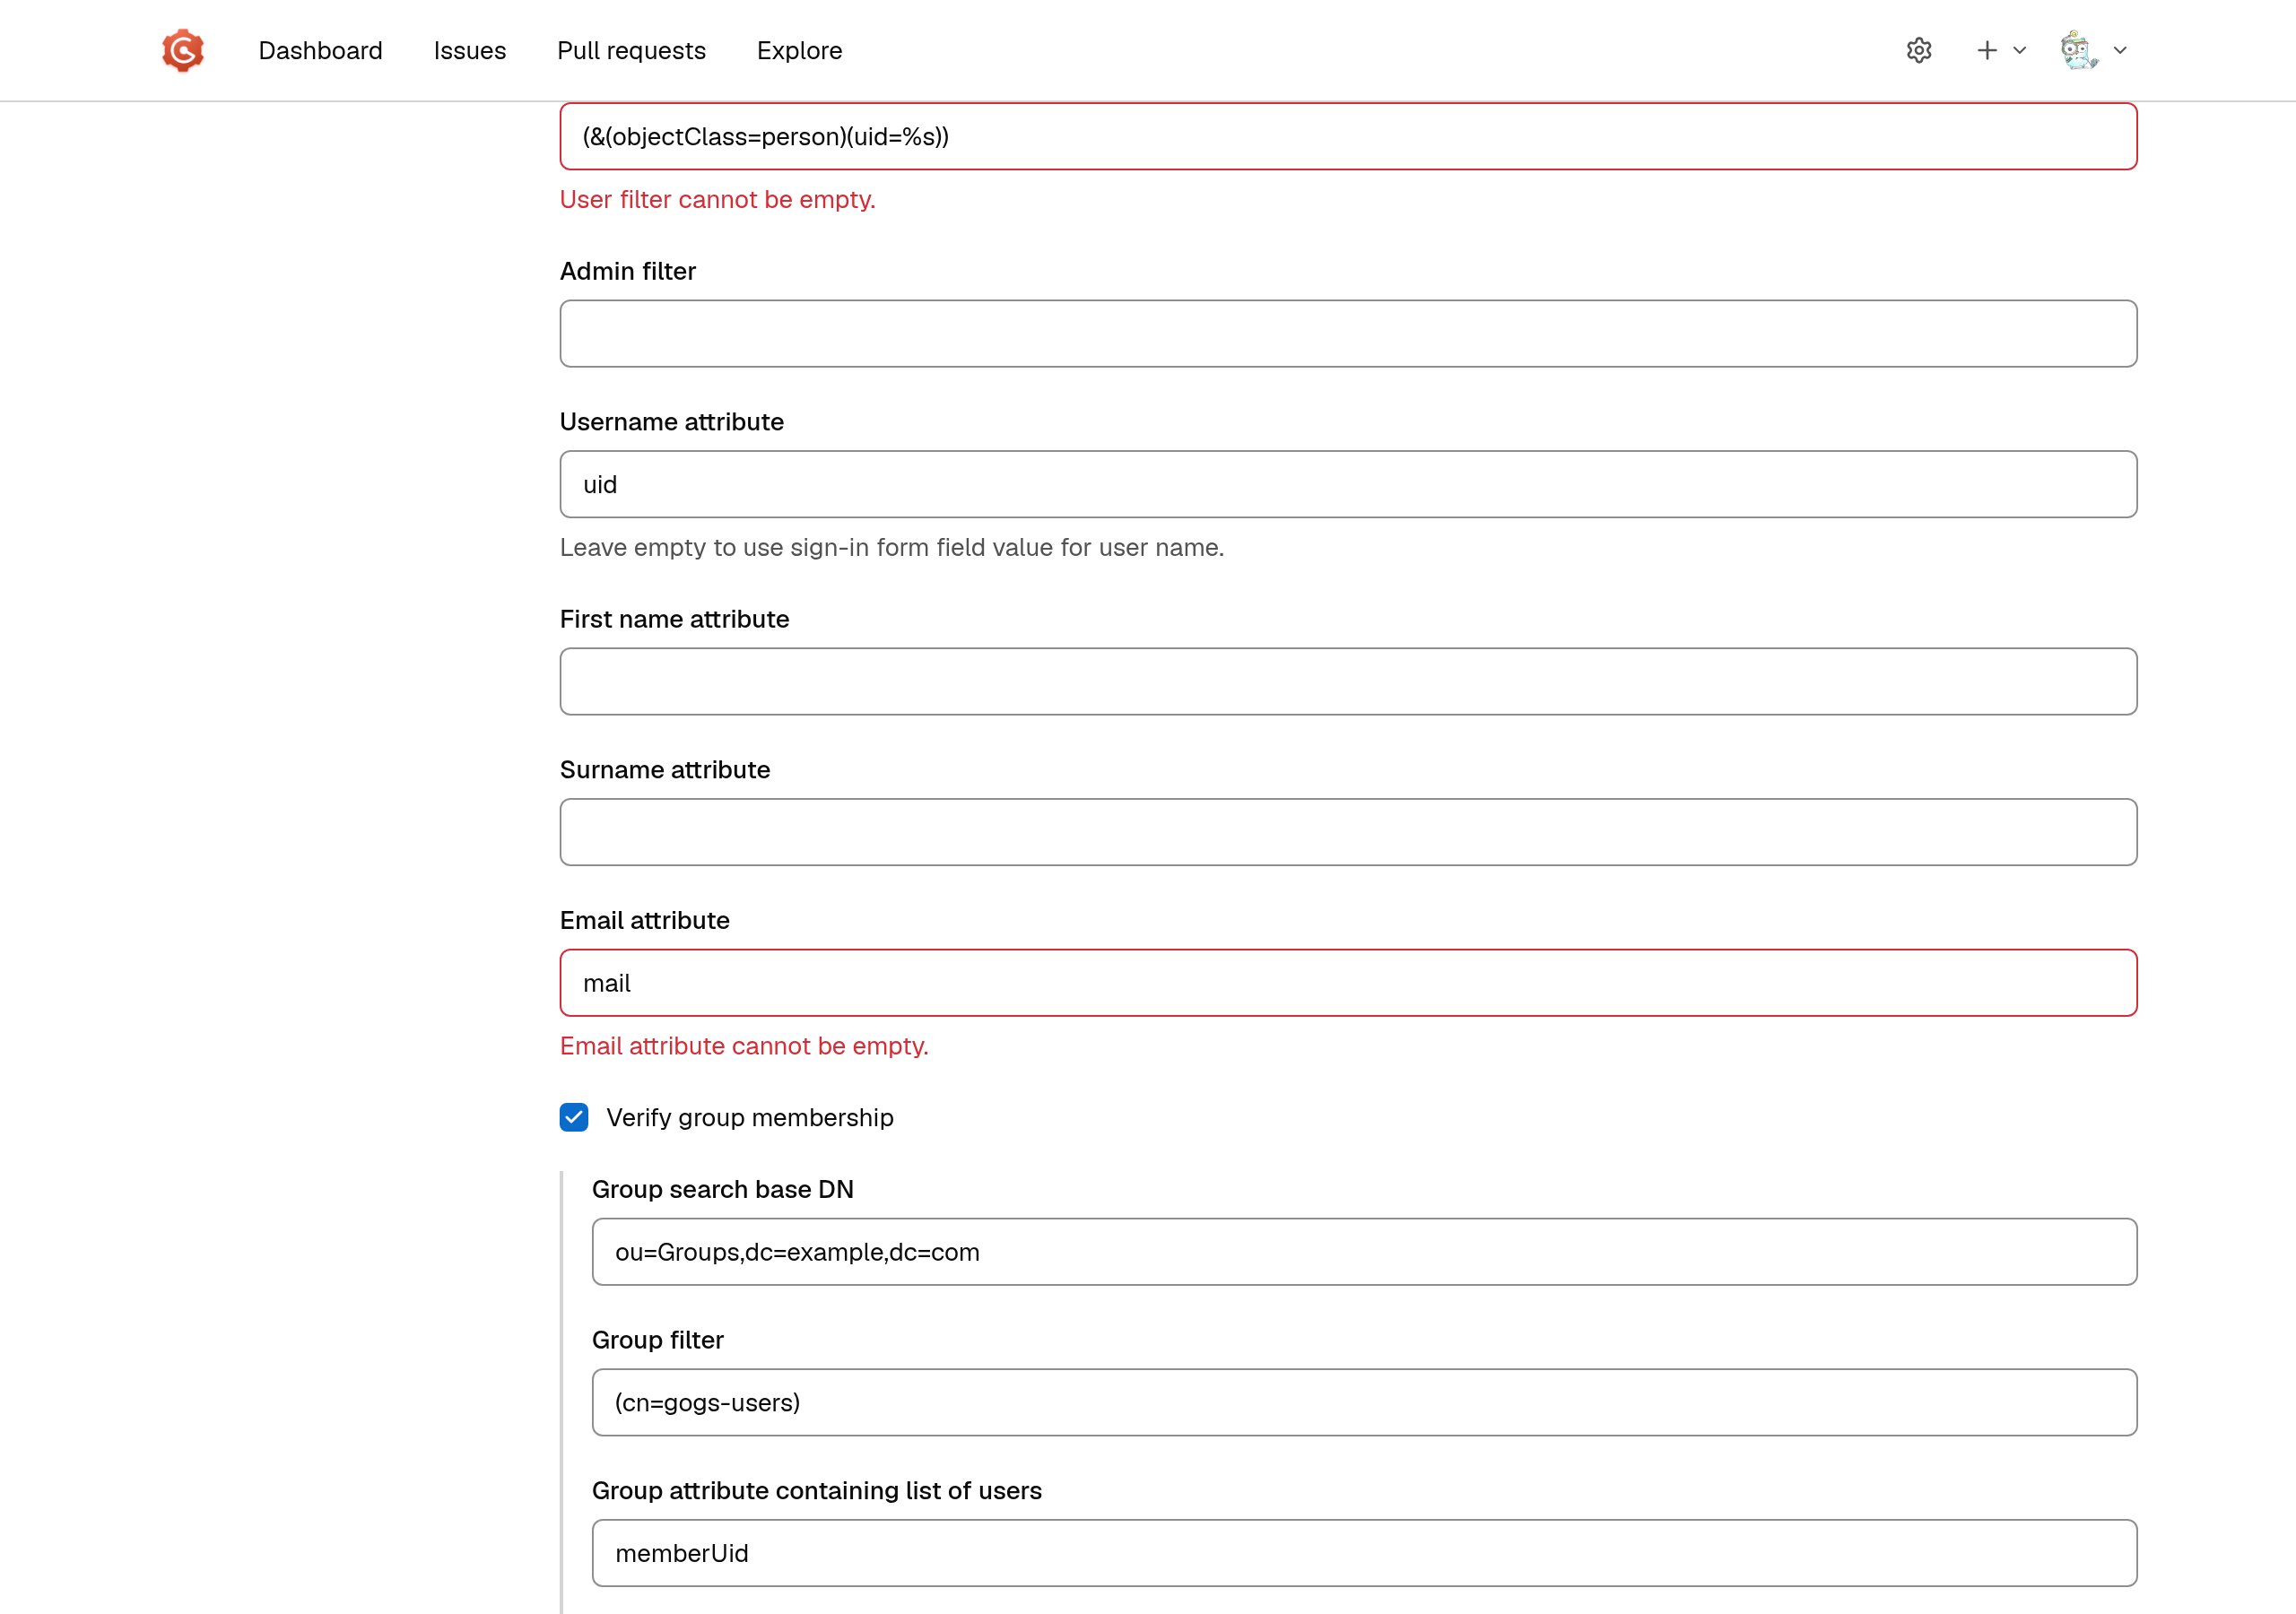 Dashboard Issues Pull requests Explore
(&(objectClass=person)(uid=%s))
User filter cannot be empty.
Admin filter
Username attribute
uid
Leave empty to use sign-in form field value for user name.
First name attribute
Surname attribute
Email attribute
mail
Email attribute cannot be empty.
Verify group membership
Group search base DN
ou=Groups,dc=example,dc=com
Group filter
(cn=gogs-users)
Group attribute containing list of users
memberUid